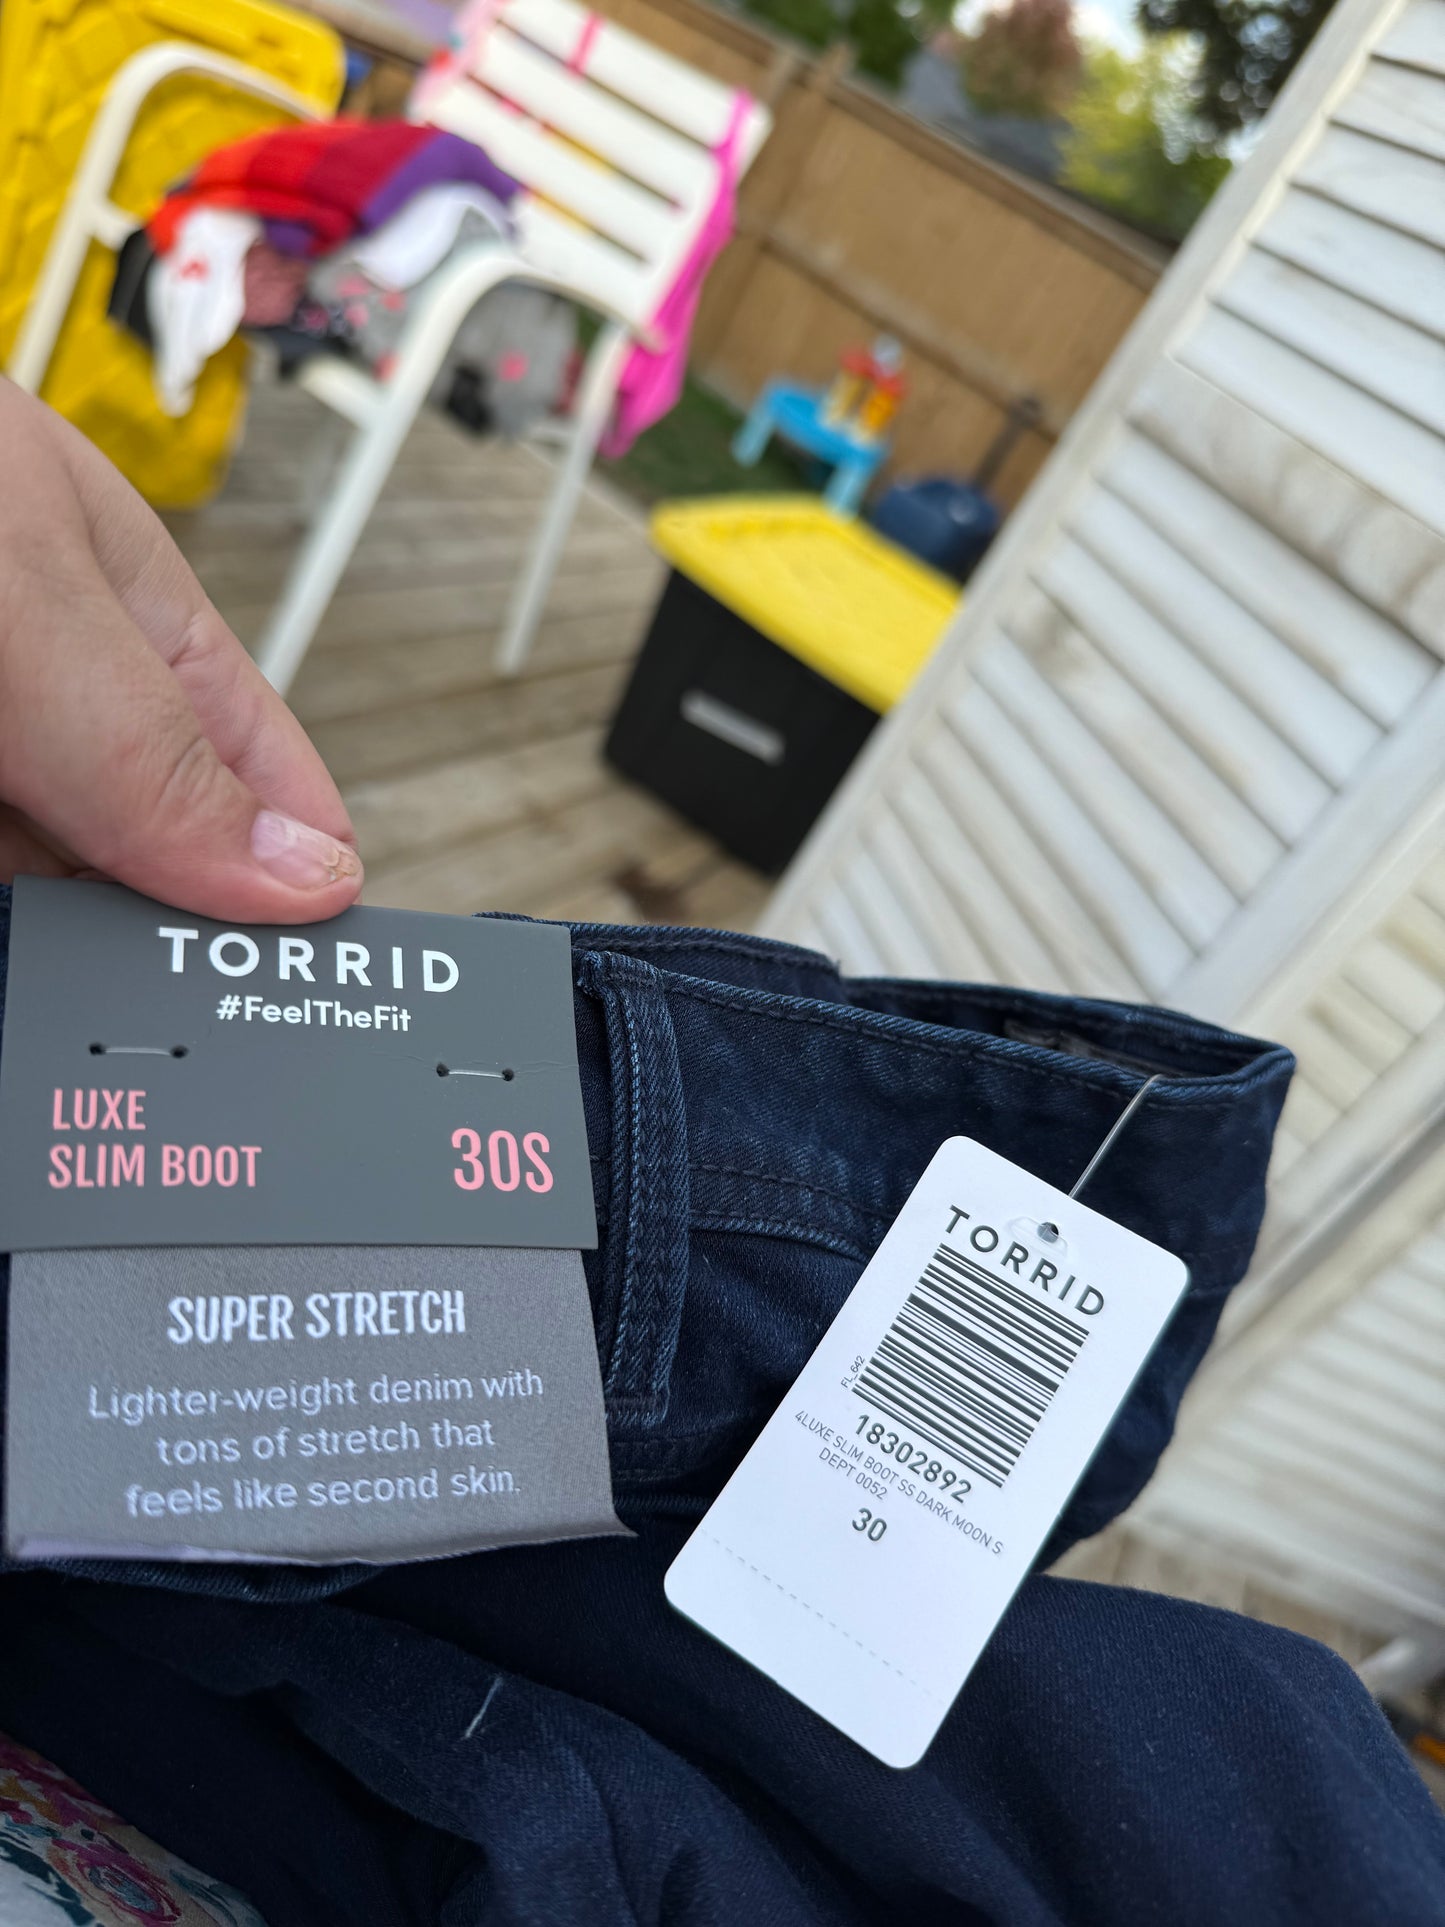 TORRID
#FeelTheFit
LUXE
SLIM BOOT
30S
SUPER STRETCH
Lighter-weight denim with
tons of stretch that
feels like second skin.
TORRID
FL_642
18302892
4LUXE SLIM BOOT SS DARK MOON S
DEPT 0052
30